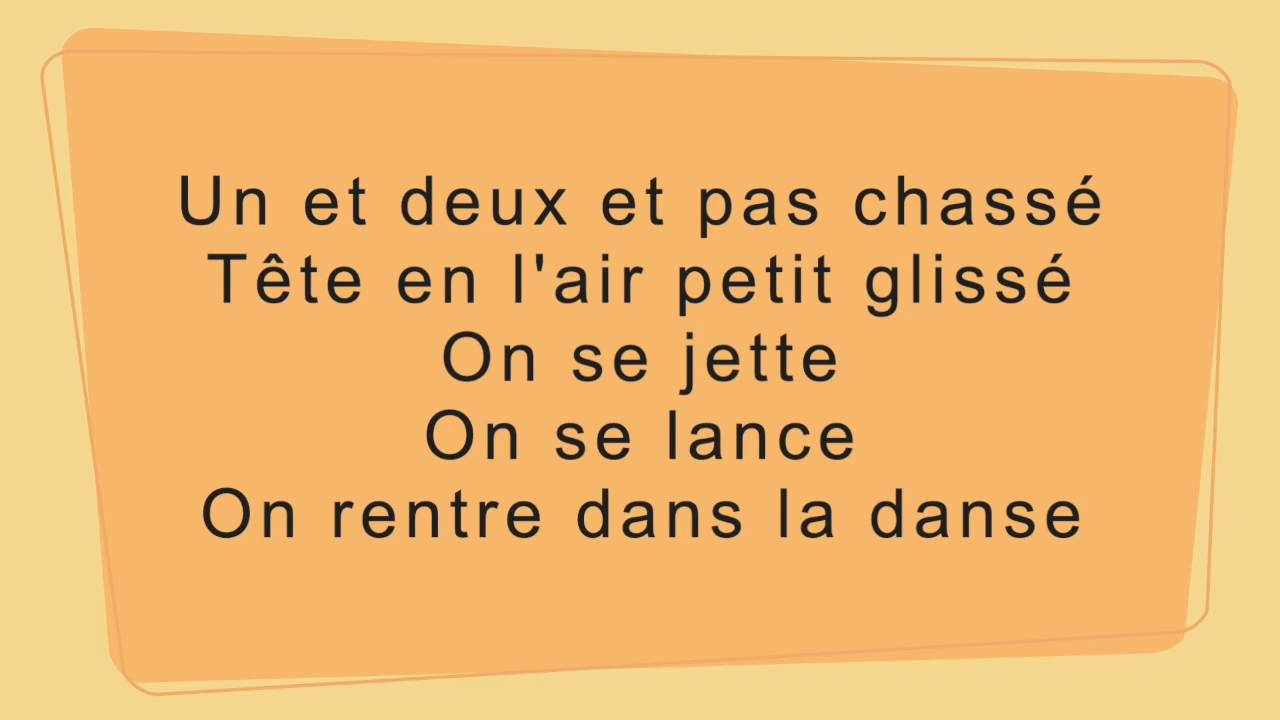 Un et deux et pas chassé
Tête en l'air petit glissé
On se jette
On se lance
On rentre dans la danse